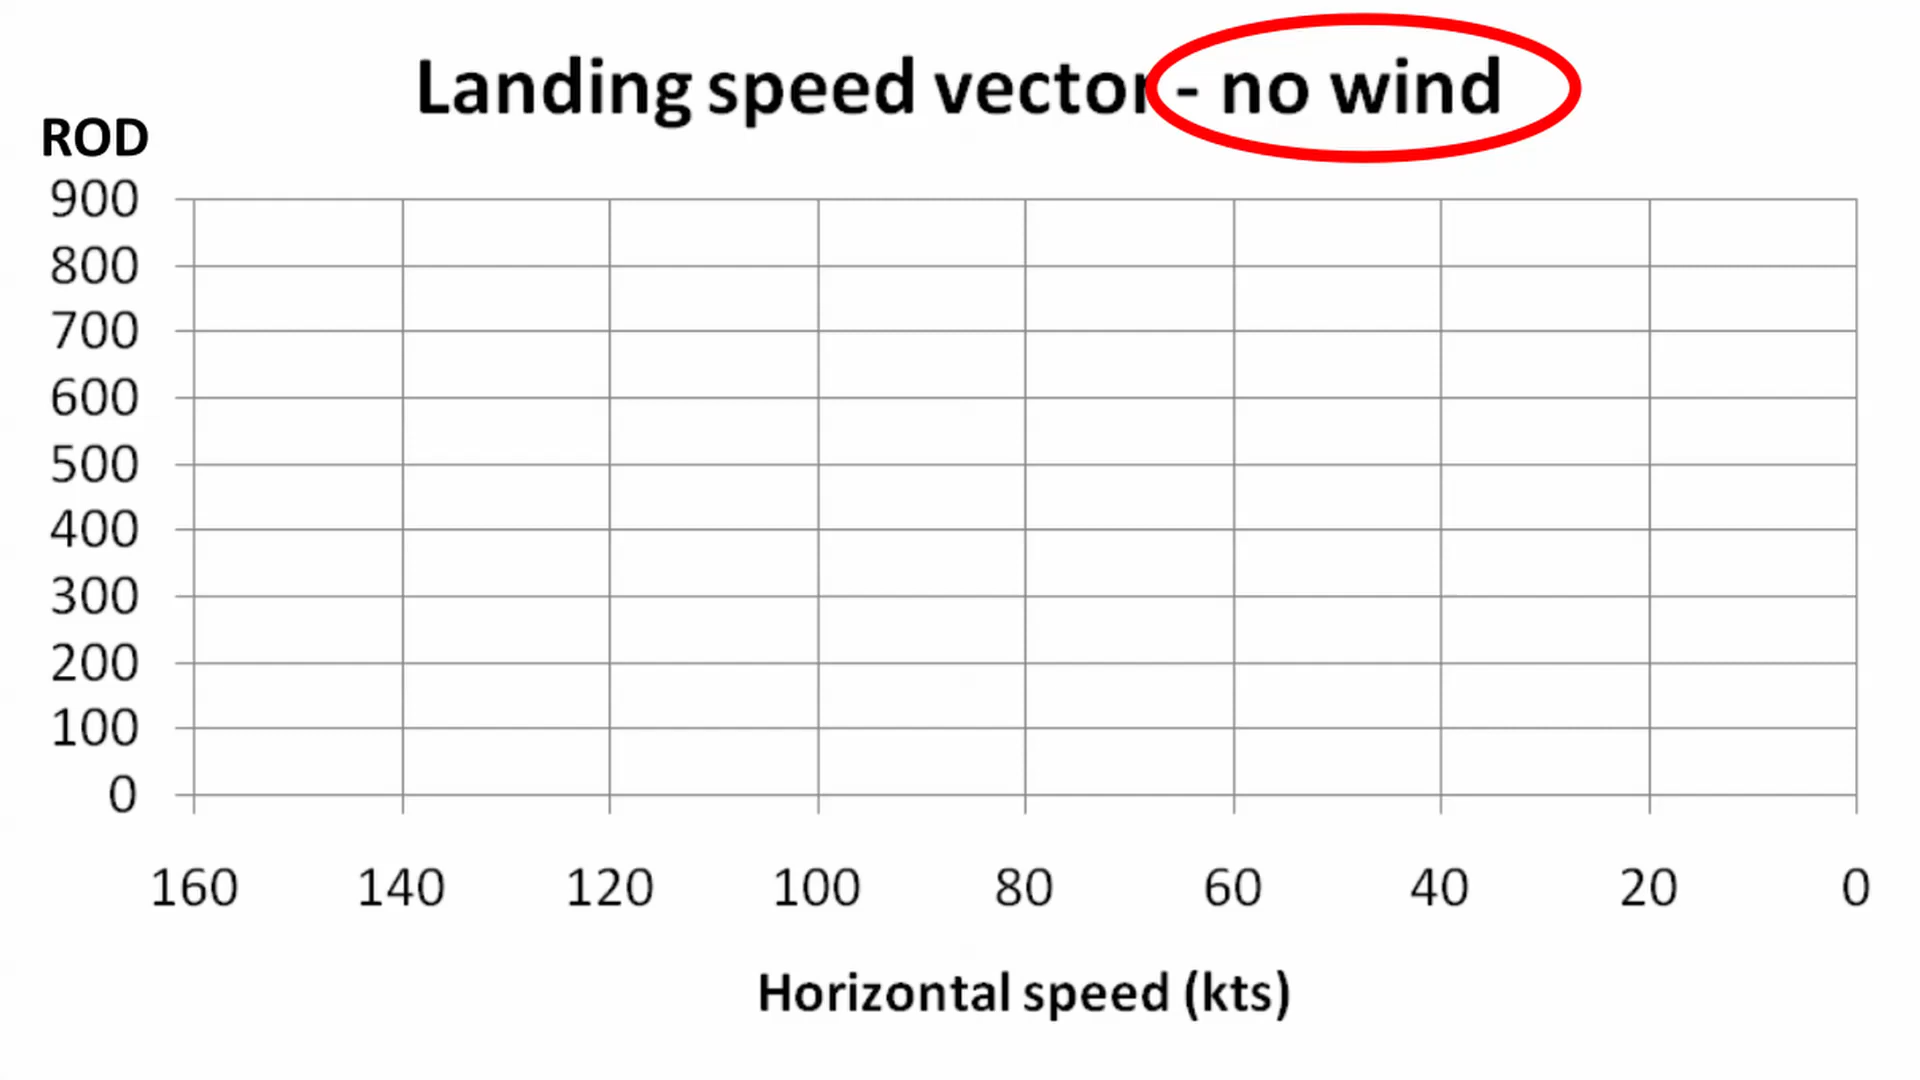 Landing speed vector - no wind
ROD
900
800
700
600
500
400
300
200
100
0
160 140 120 100 80 60 40 20 0
Horizontal speed (kts)